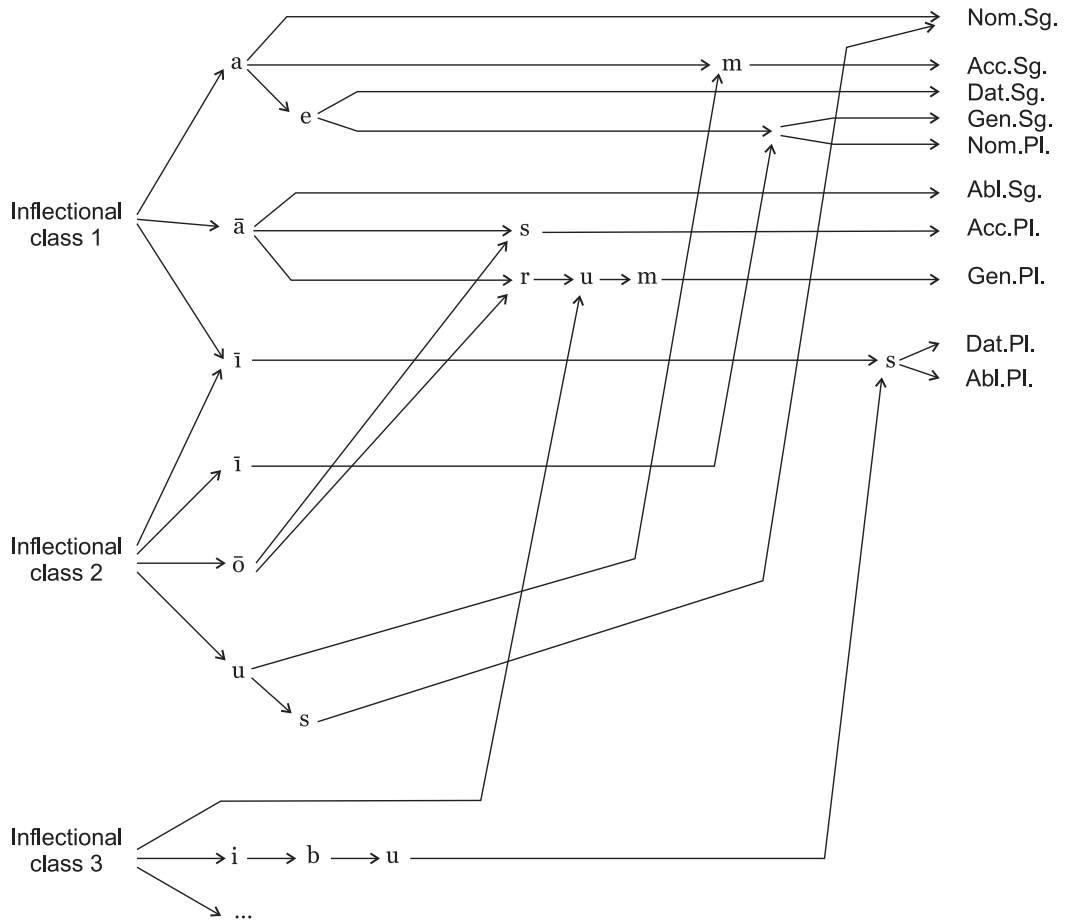 Nom.Sg.
a m Acc.Sg.
Dat.Sg.
e Gen.Sg.
Nom.Pl.
Abl.Sg.
Inflectional
class 1
ā s Acc.Pl.
r u m Gen.Pl.
Dat.Pl.
ī s
Abl.Pl.
ī
Inflectional
class 2
ō
u
s
Inflectional
class 3
i b u
...